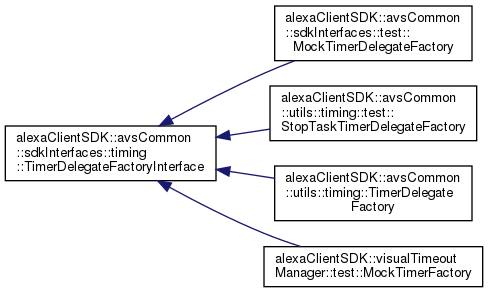 alexaClientSDK::avsCommon
::sdkInterfaces::test::
MockTimerDelegateFactory
alexaClientSDK::avsCommon
::utils::timing::test::
StopTaskTimerDelegateFactory
alexaClientSDK::avsCommon
::sdkInterfaces::timing
::TimerDelegateFactoryInterface
alexaClientSDK::avsCommon
::utils::timing::TimerDelegate
Factory
alexaClientSDK::visualTimeout
Manager::test::MockTimerFactory